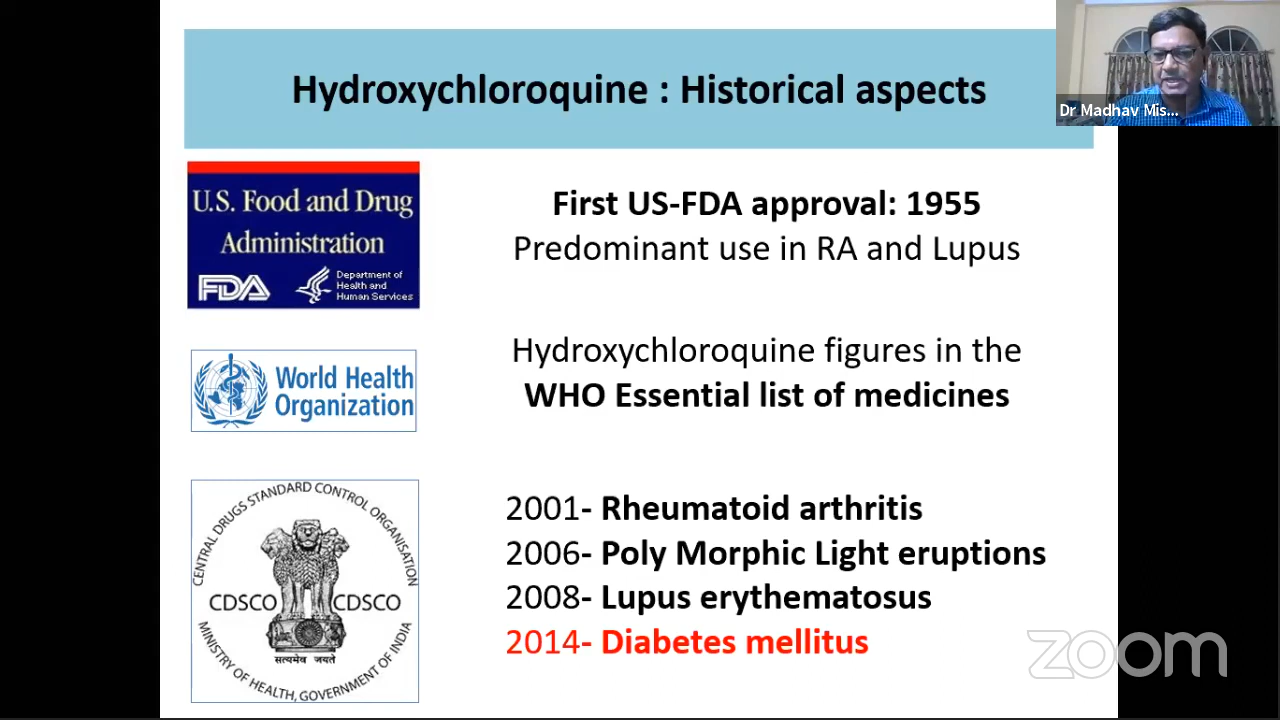 Hydroxychloroquine : Historical aspects
Dr Madhav Mis...
U.S. Food and Drug
Administration
FDA
Department of
Health and
Human Services
First US-FDA approval: 1955
Predominant use in RA and Lupus
World Health
Organization
Hydroxychloroquine figures in the
WHO Essential list of medicines
CENTRAL DRUGS STANDARD CONTROL ORGANISATION
CDSCO CDSCO
सत्यमेव जयते
MINISTRY OF HEALTH, GOVERNMENT OF INDIA
2001- Rheumatoid arthritis
2006- Poly Morphic Light eruptions
2008- Lupus erythematosus
2014- Diabetes mellitus
zoom